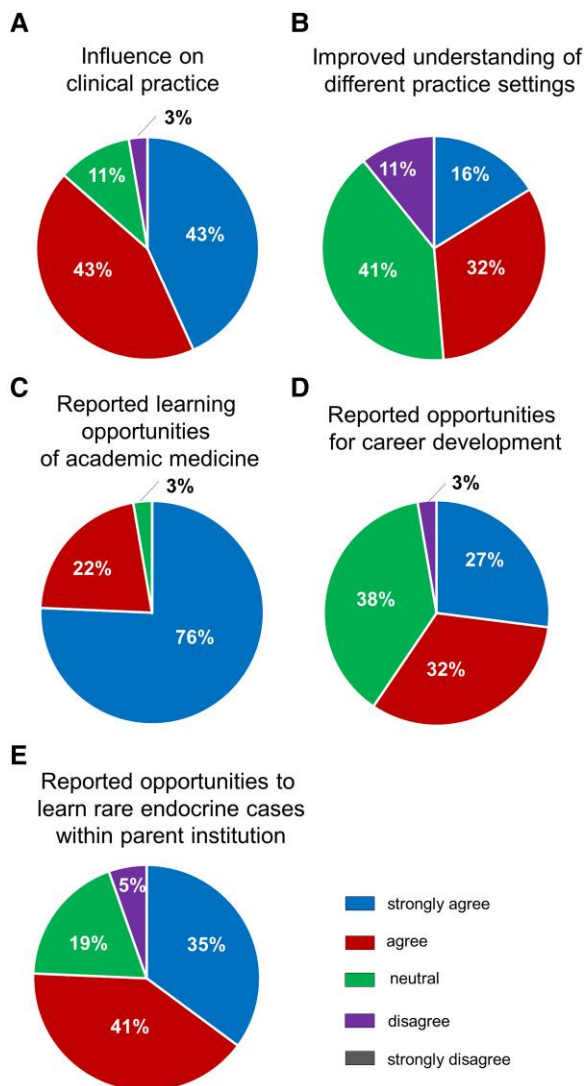 A
Influence on
clinical practice
3%
11%
43%
43%
B
Improved understanding of
different practice settings
11%
16%
41%
32%
C
Reported learning
opportunities
of academic medicine
3%
22%
76%
D
Reported opportunities
for career development
3%
27%
38%
32%
E
Reported opportunities to
learn rare endocrine cases
within parent institution
5%
35%
19%
41%
strongly agree
agree
neutral
disagree
strongly disagree